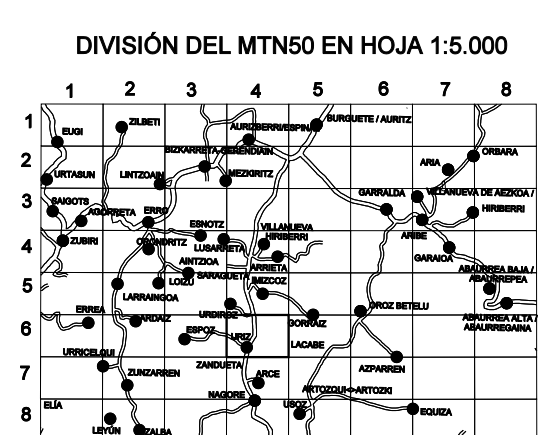 DIVISIÓN DEL MTN50 EN HOJA 1:5.000
1 2 3 4 5 6 7 8
1
ZILBETI
BURGUETE / AURITZ
AURIZBERRI/ESPINAL
EUGI
2
BIZKARRETA-GERENDIAIN
ORBARA
ARIA
URTASUN
LINTZOAIN
MEZKIRITZ
3
SAIGOTS
AGORRETA
ERRO
GARRALDA
VILLANUEVA DE AEZKOA /
HIRIBERRI
ESNOTZ
VILLANUEVA
HIRIBERRI
ARIBE
4
ZUBIRI
ORONDRITZ
LUSARRETA
GARAIOA
AINTZIOA
ARRIETA
ABAURREA BAJA /
ABAURREPEA
SARAGUETA
5
LOIZU
IMIZCOZ
LARRAINGOA
URDIROZ
OROZ BETELU
ERREA
ARDAIZ
GORRAIZ
ABAURREA ALTA /
ABAURREGAINA
6
ESPOZ
URIZ
LACABE
URRICELQUI
ZANDUETA
AZPARREN
7
ZUNZARREN
ARCE
NAGORE
ARTOZQUI<>ARTOZKI
ELÍA
USOZ
EQUIZA
8
LEYÚN
ZALBA